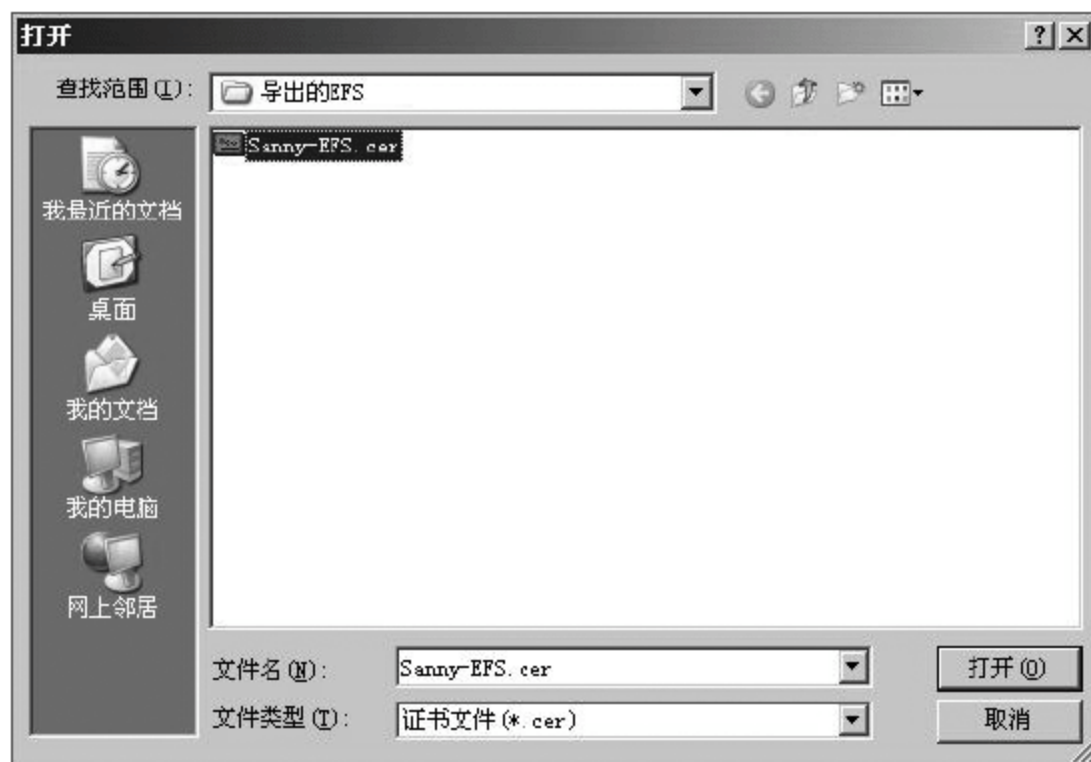 打开
查找范围(I):
导出的EFS
Sanny-EFS.cer
我最近的文档
桌面
我的文档
我的电脑
网上邻居
文件名(N):
Sanny-EFS.cer
打开(O)
文件类型(T):
证书文件(*.cer)
取消